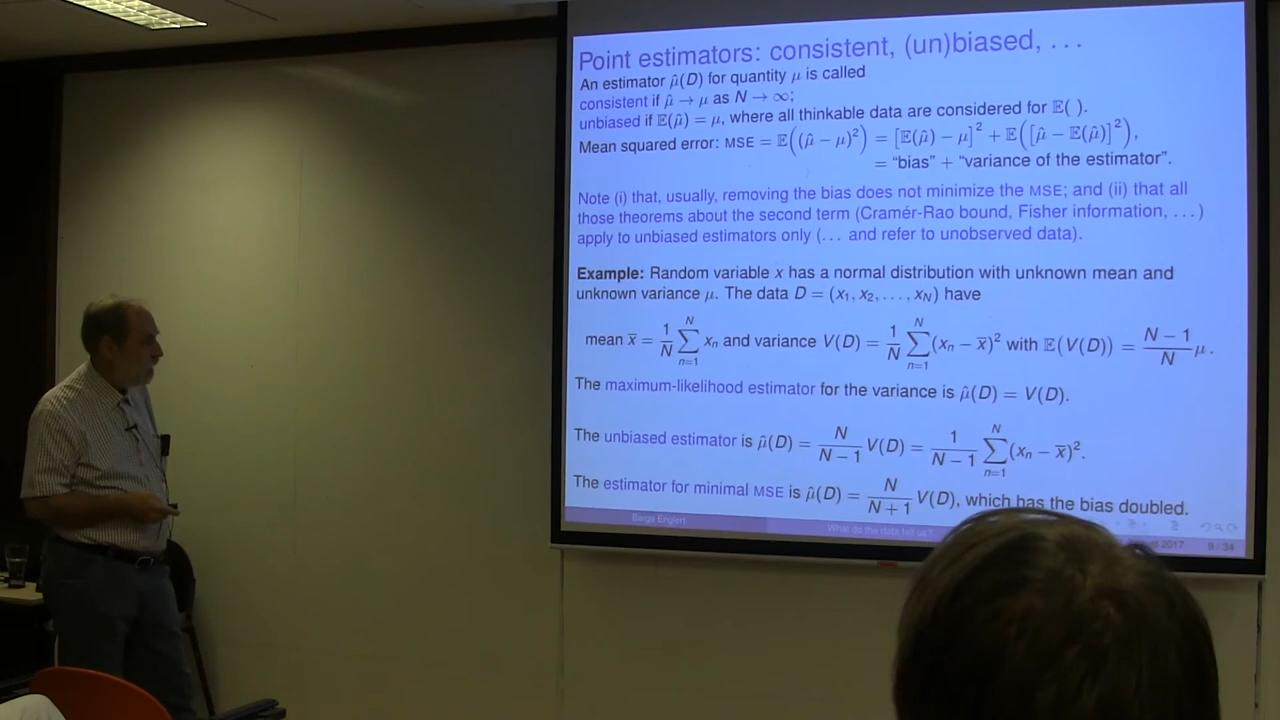 Point estimators: consistent, (un)biased, …
An estimator μ̂(D) for quantity μ is called
consistent if μ̂ → μ as N → ∞;
unbiased if 𝔼(μ̂) = μ, where all thinkable data are considered for 𝔼( ).
Mean squared error: MSE = 𝔼((μ̂ − μ)²) = [𝔼(μ̂) − μ]² + 𝔼([μ̂ − 𝔼(μ̂)]²),
= “bias” + “variance of the estimator”.
Note (i) that, usually, removing the bias does not minimize the MSE; and (ii) that all
those theorems about the second term (Cramér-Rao bound, Fisher information, …)
apply to unbiased estimators only (… and refer to unobserved data).
Example: Random variable x has a normal distribution with unknown mean and
unknown variance μ. The data D = (x₁, x₂, …, x_N) have
mean x̅ = 1/N ∑_{n=1}^{N} xₙ and variance V(D) = 1/N ∑_{n=1}^{N} (xₙ − x̅)² with 𝔼(V(D)) = (N − 1)/N μ.
The maximum-likelihood estimator for the variance is μ̂(D) = V(D).
The unbiased estimator is μ̂(D) = N/(N − 1) V(D) = 1/(N − 1) ∑_{n=1}^{N} (xₙ − x̅)².
The estimator for minimal MSE is μ̂(D) = N/(N + 1) V(D), which has the bias doubled.
Berge Englert What do the data tell us? 2017 9 / 34